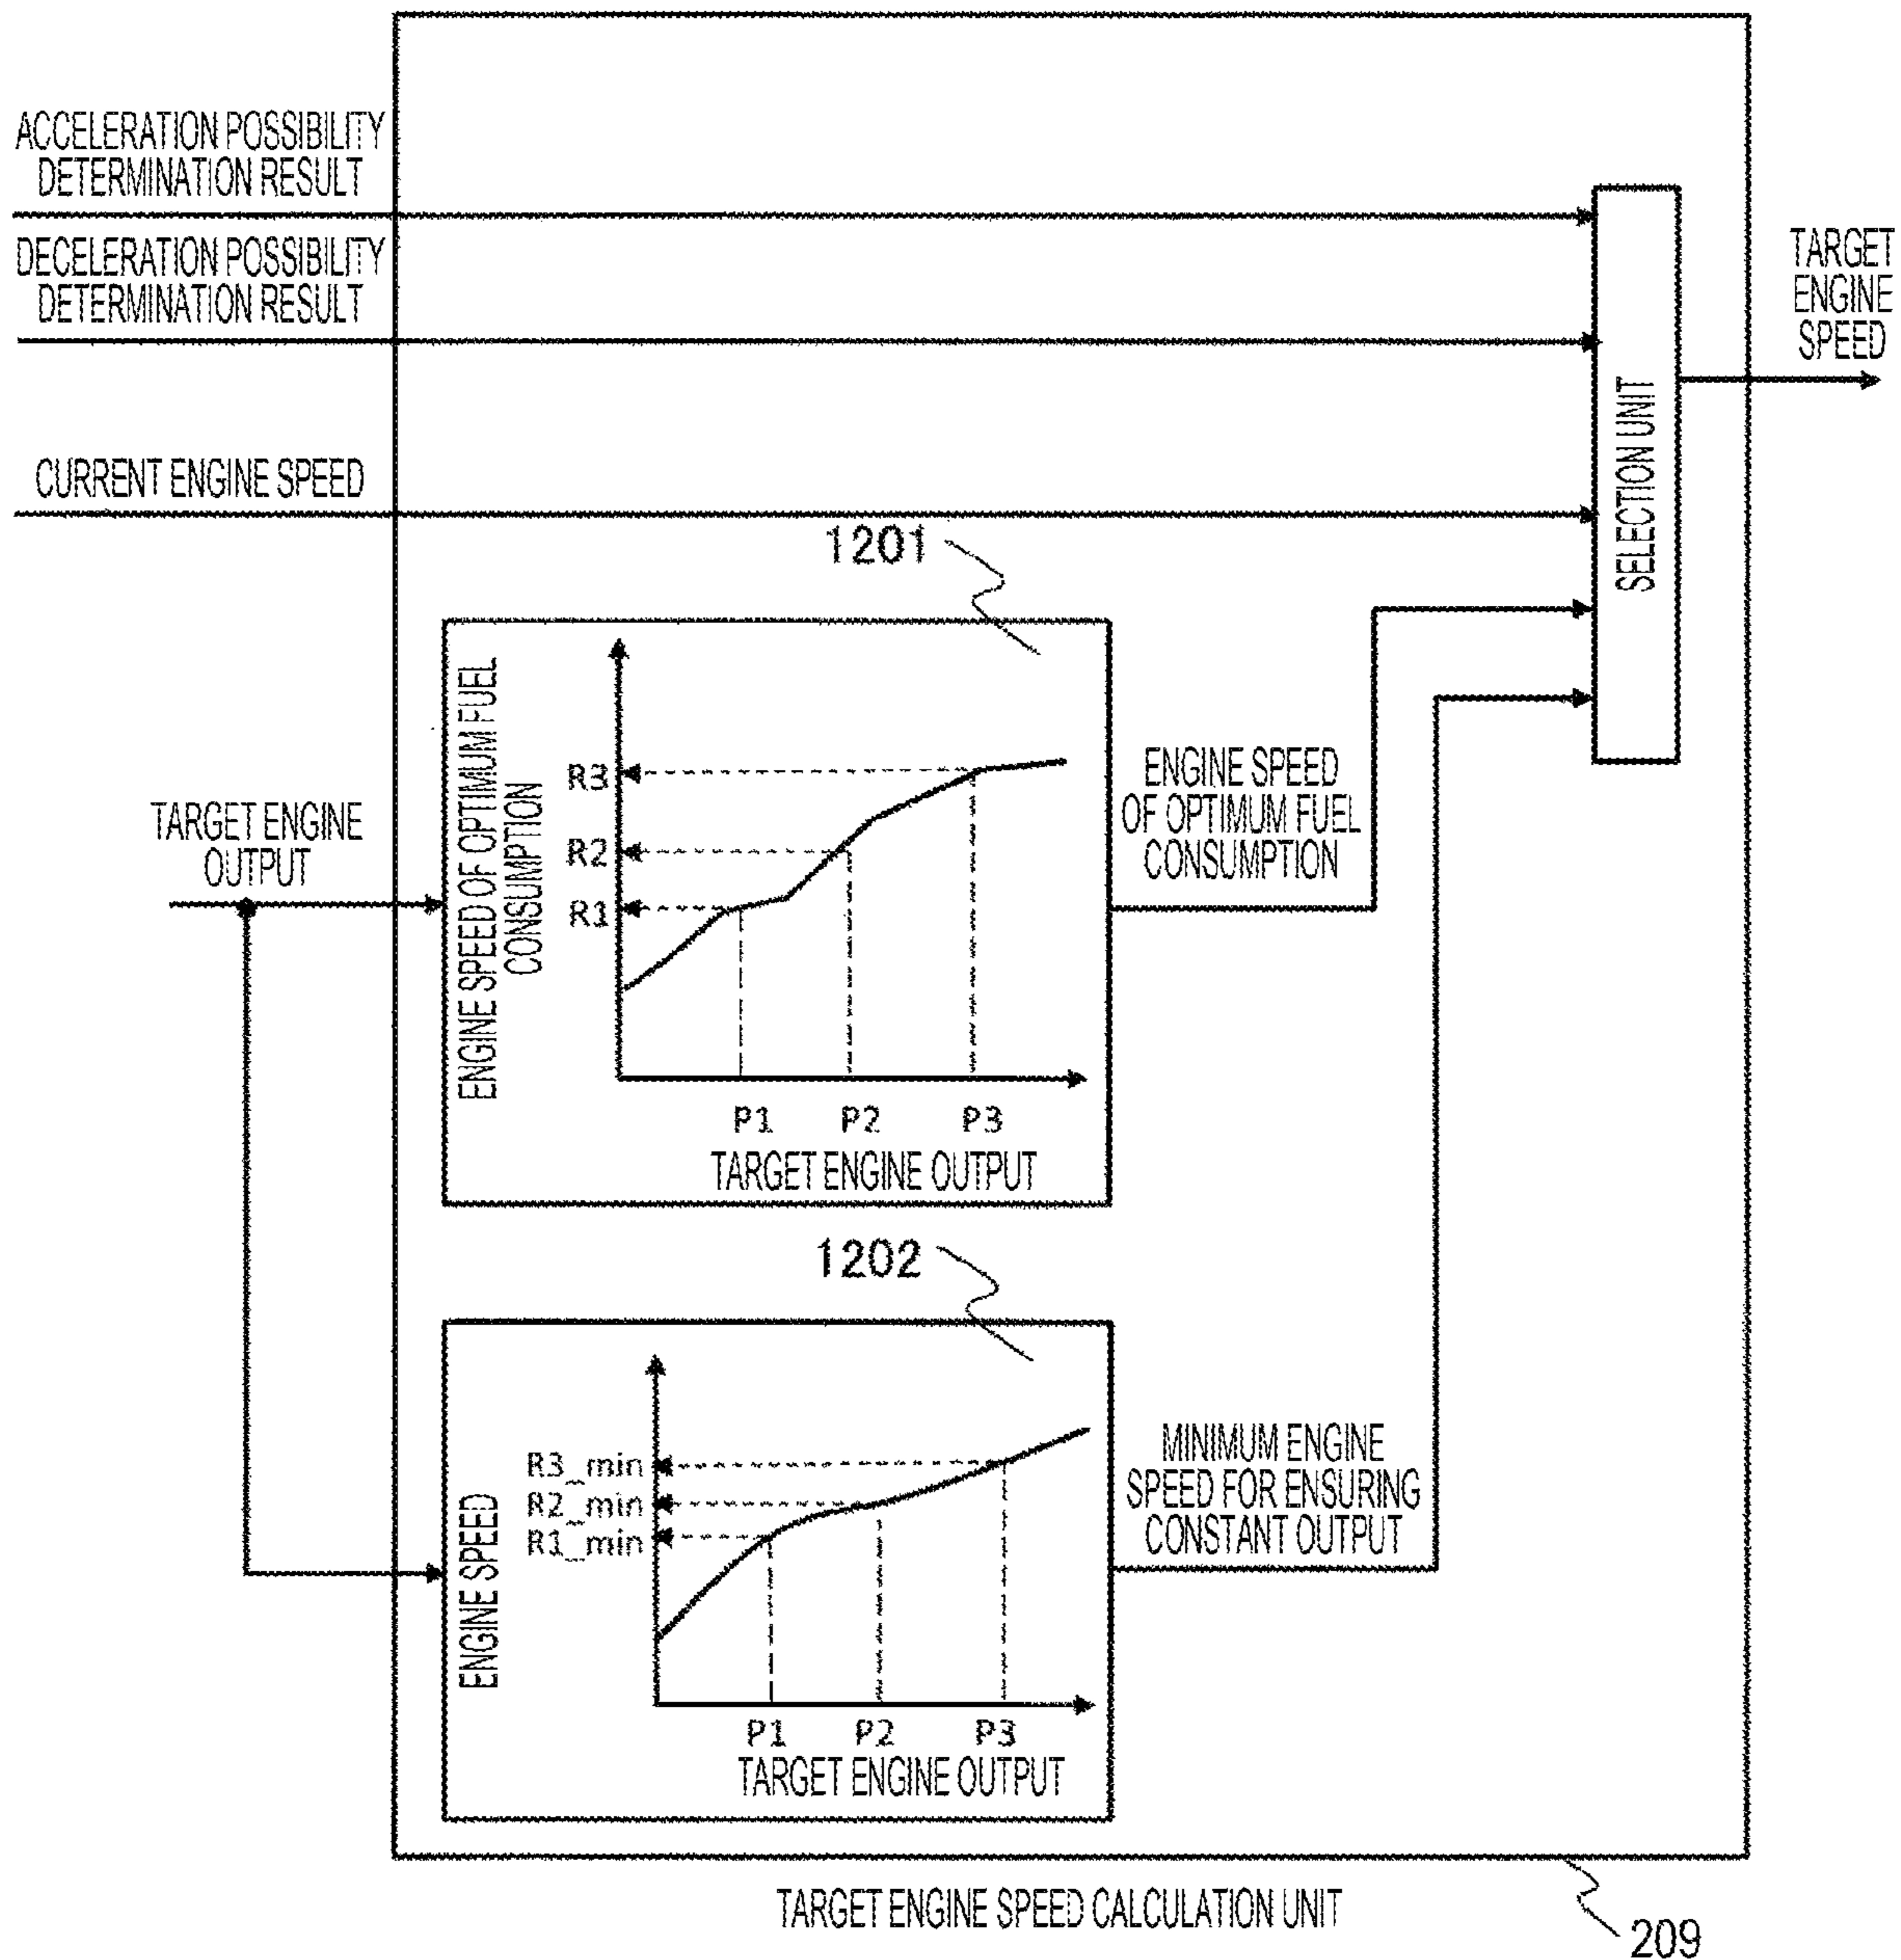 ACCELERATION POSSIBILITY
DETERMINATION RESULT
DECELERATION POSSIBILITY
DETERMINATION RESULT
CURRENT ENGINE SPEED
TARGET
ENGINE
SPEED
SELECTION UNIT
1201
ENGINE SPEED OF OPTIMUM FUEL
CONSUMPTION
R3
R2
R1
P1 P2 P3
TARGET ENGINE OUTPUT
TARGET ENGINE
OUTPUT
ENGINE SPEED
OF OPTIMUM FUEL
CONSUMPTION
1202
ENGINE SPEED
R3_min
R2_min
R1_min
P1 P2 P3
TARGET ENGINE OUTPUT
MINIMUM ENGINE
SPEED FOR ENSURING
CONSTANT OUTPUT
TARGET ENGINE SPEED CALCULATION UNIT
209